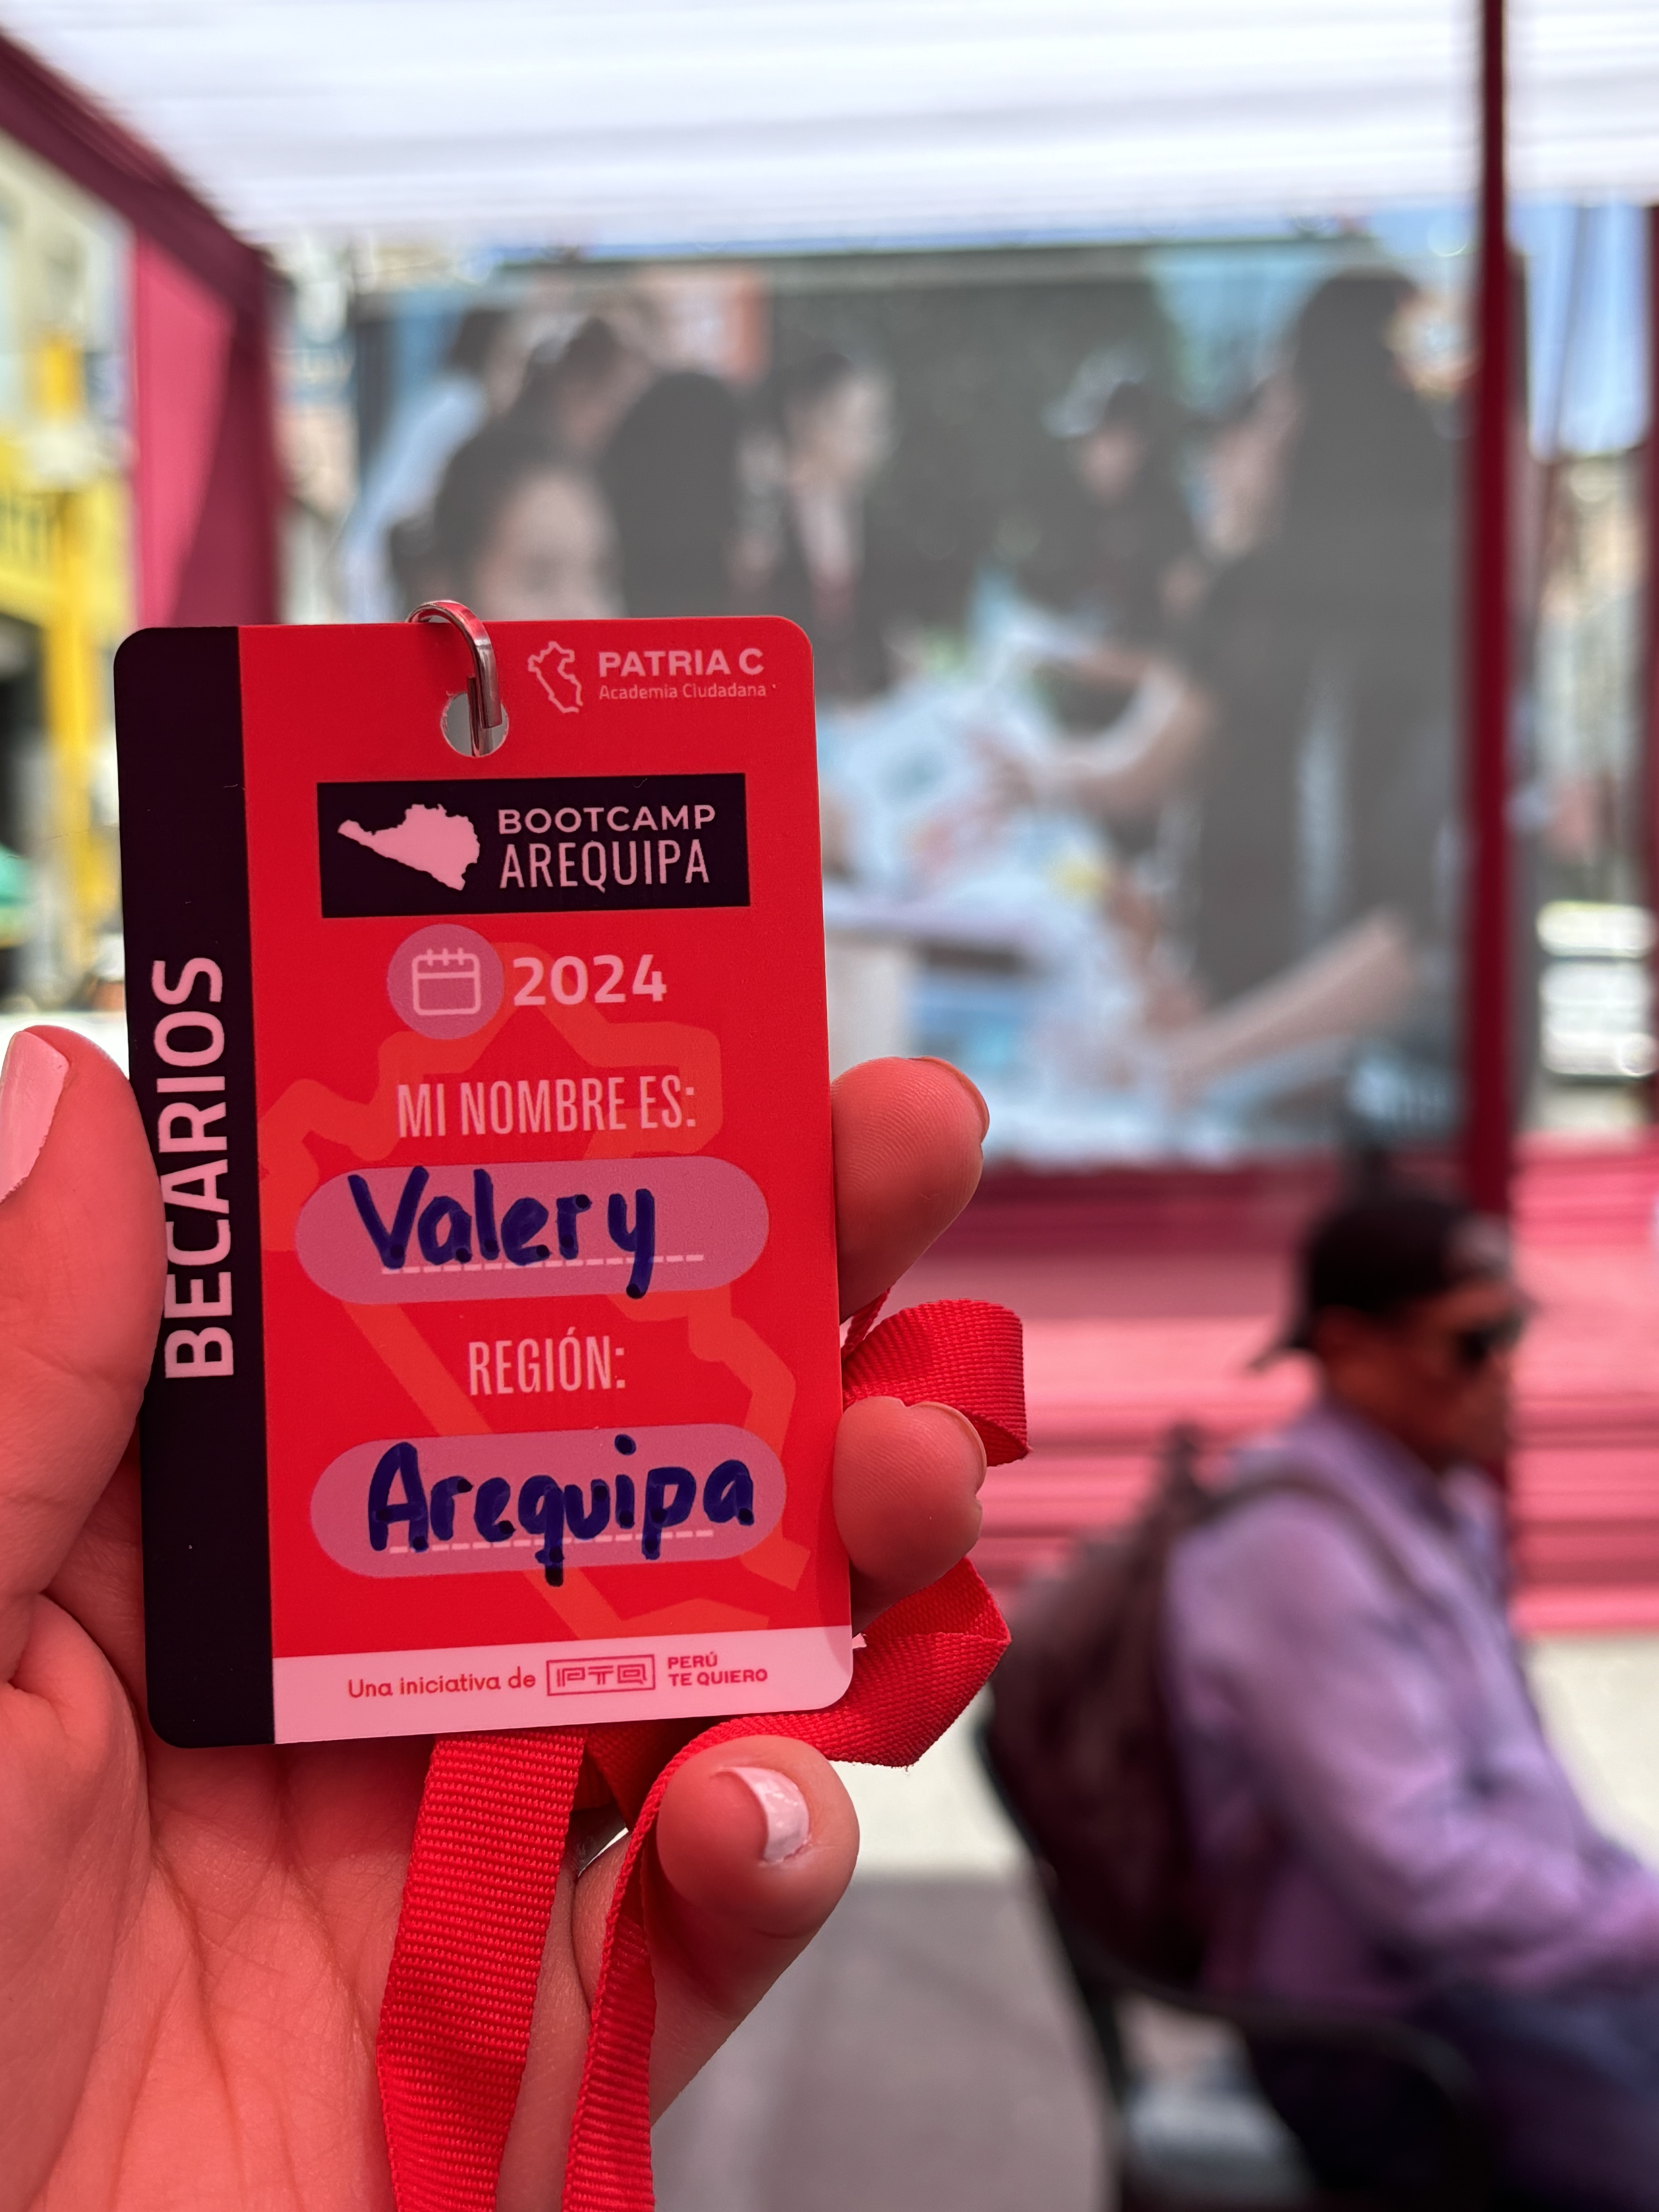 PATRIA C
Academia Ciudadana
BOOTCAMP
AREQUIPA
2024
BECARIOS
MI NOMBRE ES:
Valery
REGIÓN:
Arequipa
Una iniciativa de PTQ PERÚ
TE QUIERO